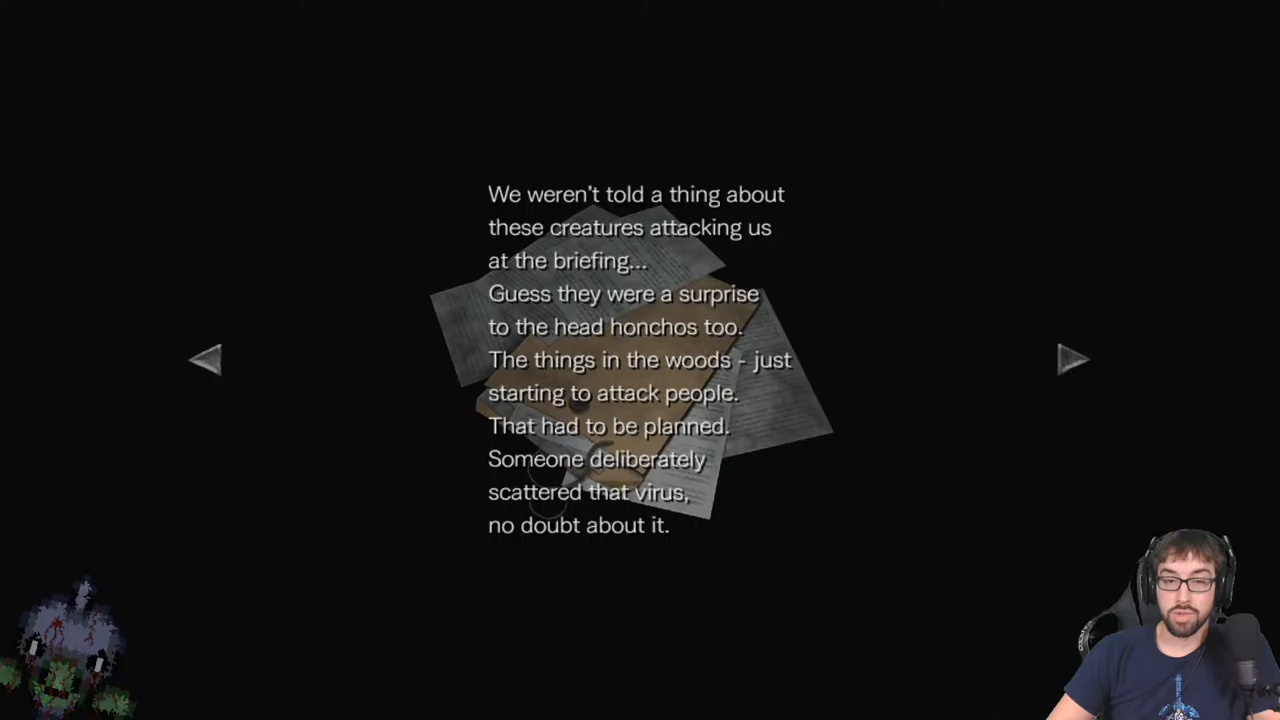 We weren't told a thing about
these creatures attacking us
at the briefing...
Guess they were a surprise
to the head honchos too.
The things in the woods - just
starting to attack people.
That had to be planned.
Someone deliberately
scattered that virus,
no doubt about it.